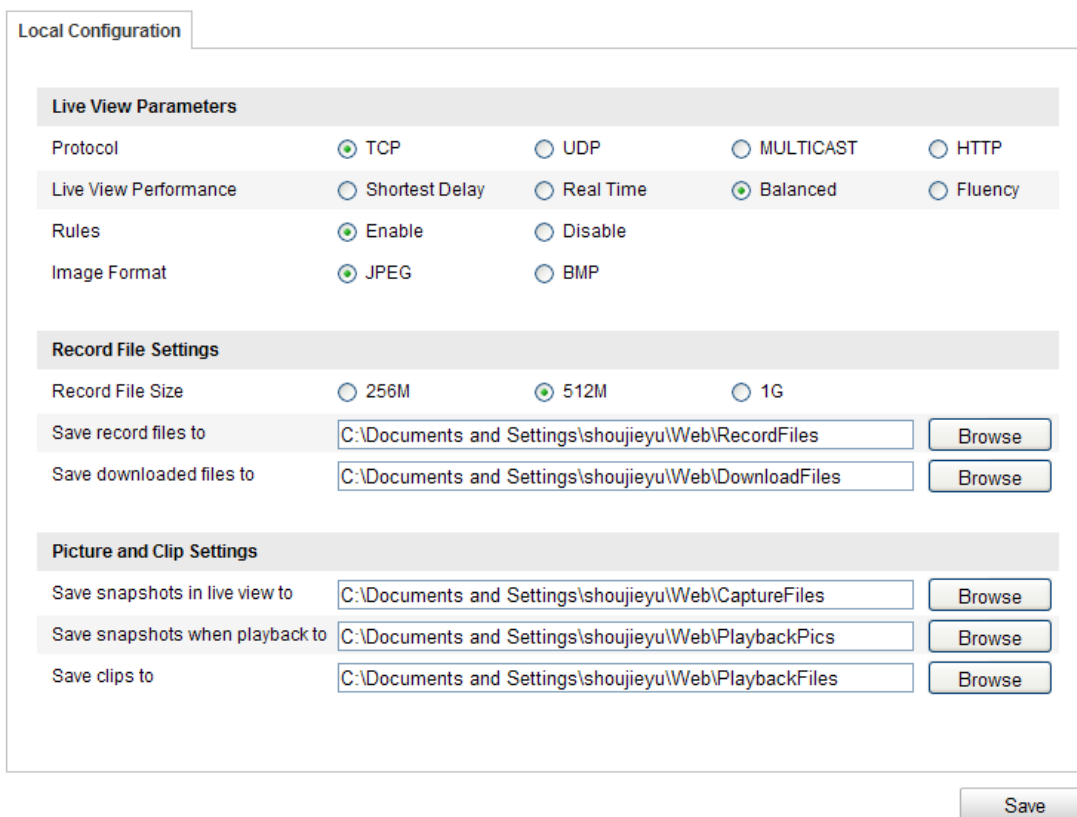 Local Configuration
Live View Parameters
Protocol TCP UDP MULTICAST HTTP
Live View Performance Shortest Delay Real Time Balanced Fluency
Rules Enable Disable
Image Format JPEG BMP
Record File Settings
Record File Size 256M 512M 1G
Save record files to C:\Documents and Settings\shoujieyu\Web\RecordFiles Browse
Save downloaded files to C:\Documents and Settings\shoujieyu\Web\DownloadFiles Browse
Picture and Clip Settings
Save snapshots in live view to C:\Documents and Settings\shoujieyu\Web\CaptureFiles Browse
Save snapshots when playback to C:\Documents and Settings\shoujieyu\Web\PlaybackPics Browse
Save clips to C:\Documents and Settings\shoujieyu\Web\PlaybackFiles Browse
Save